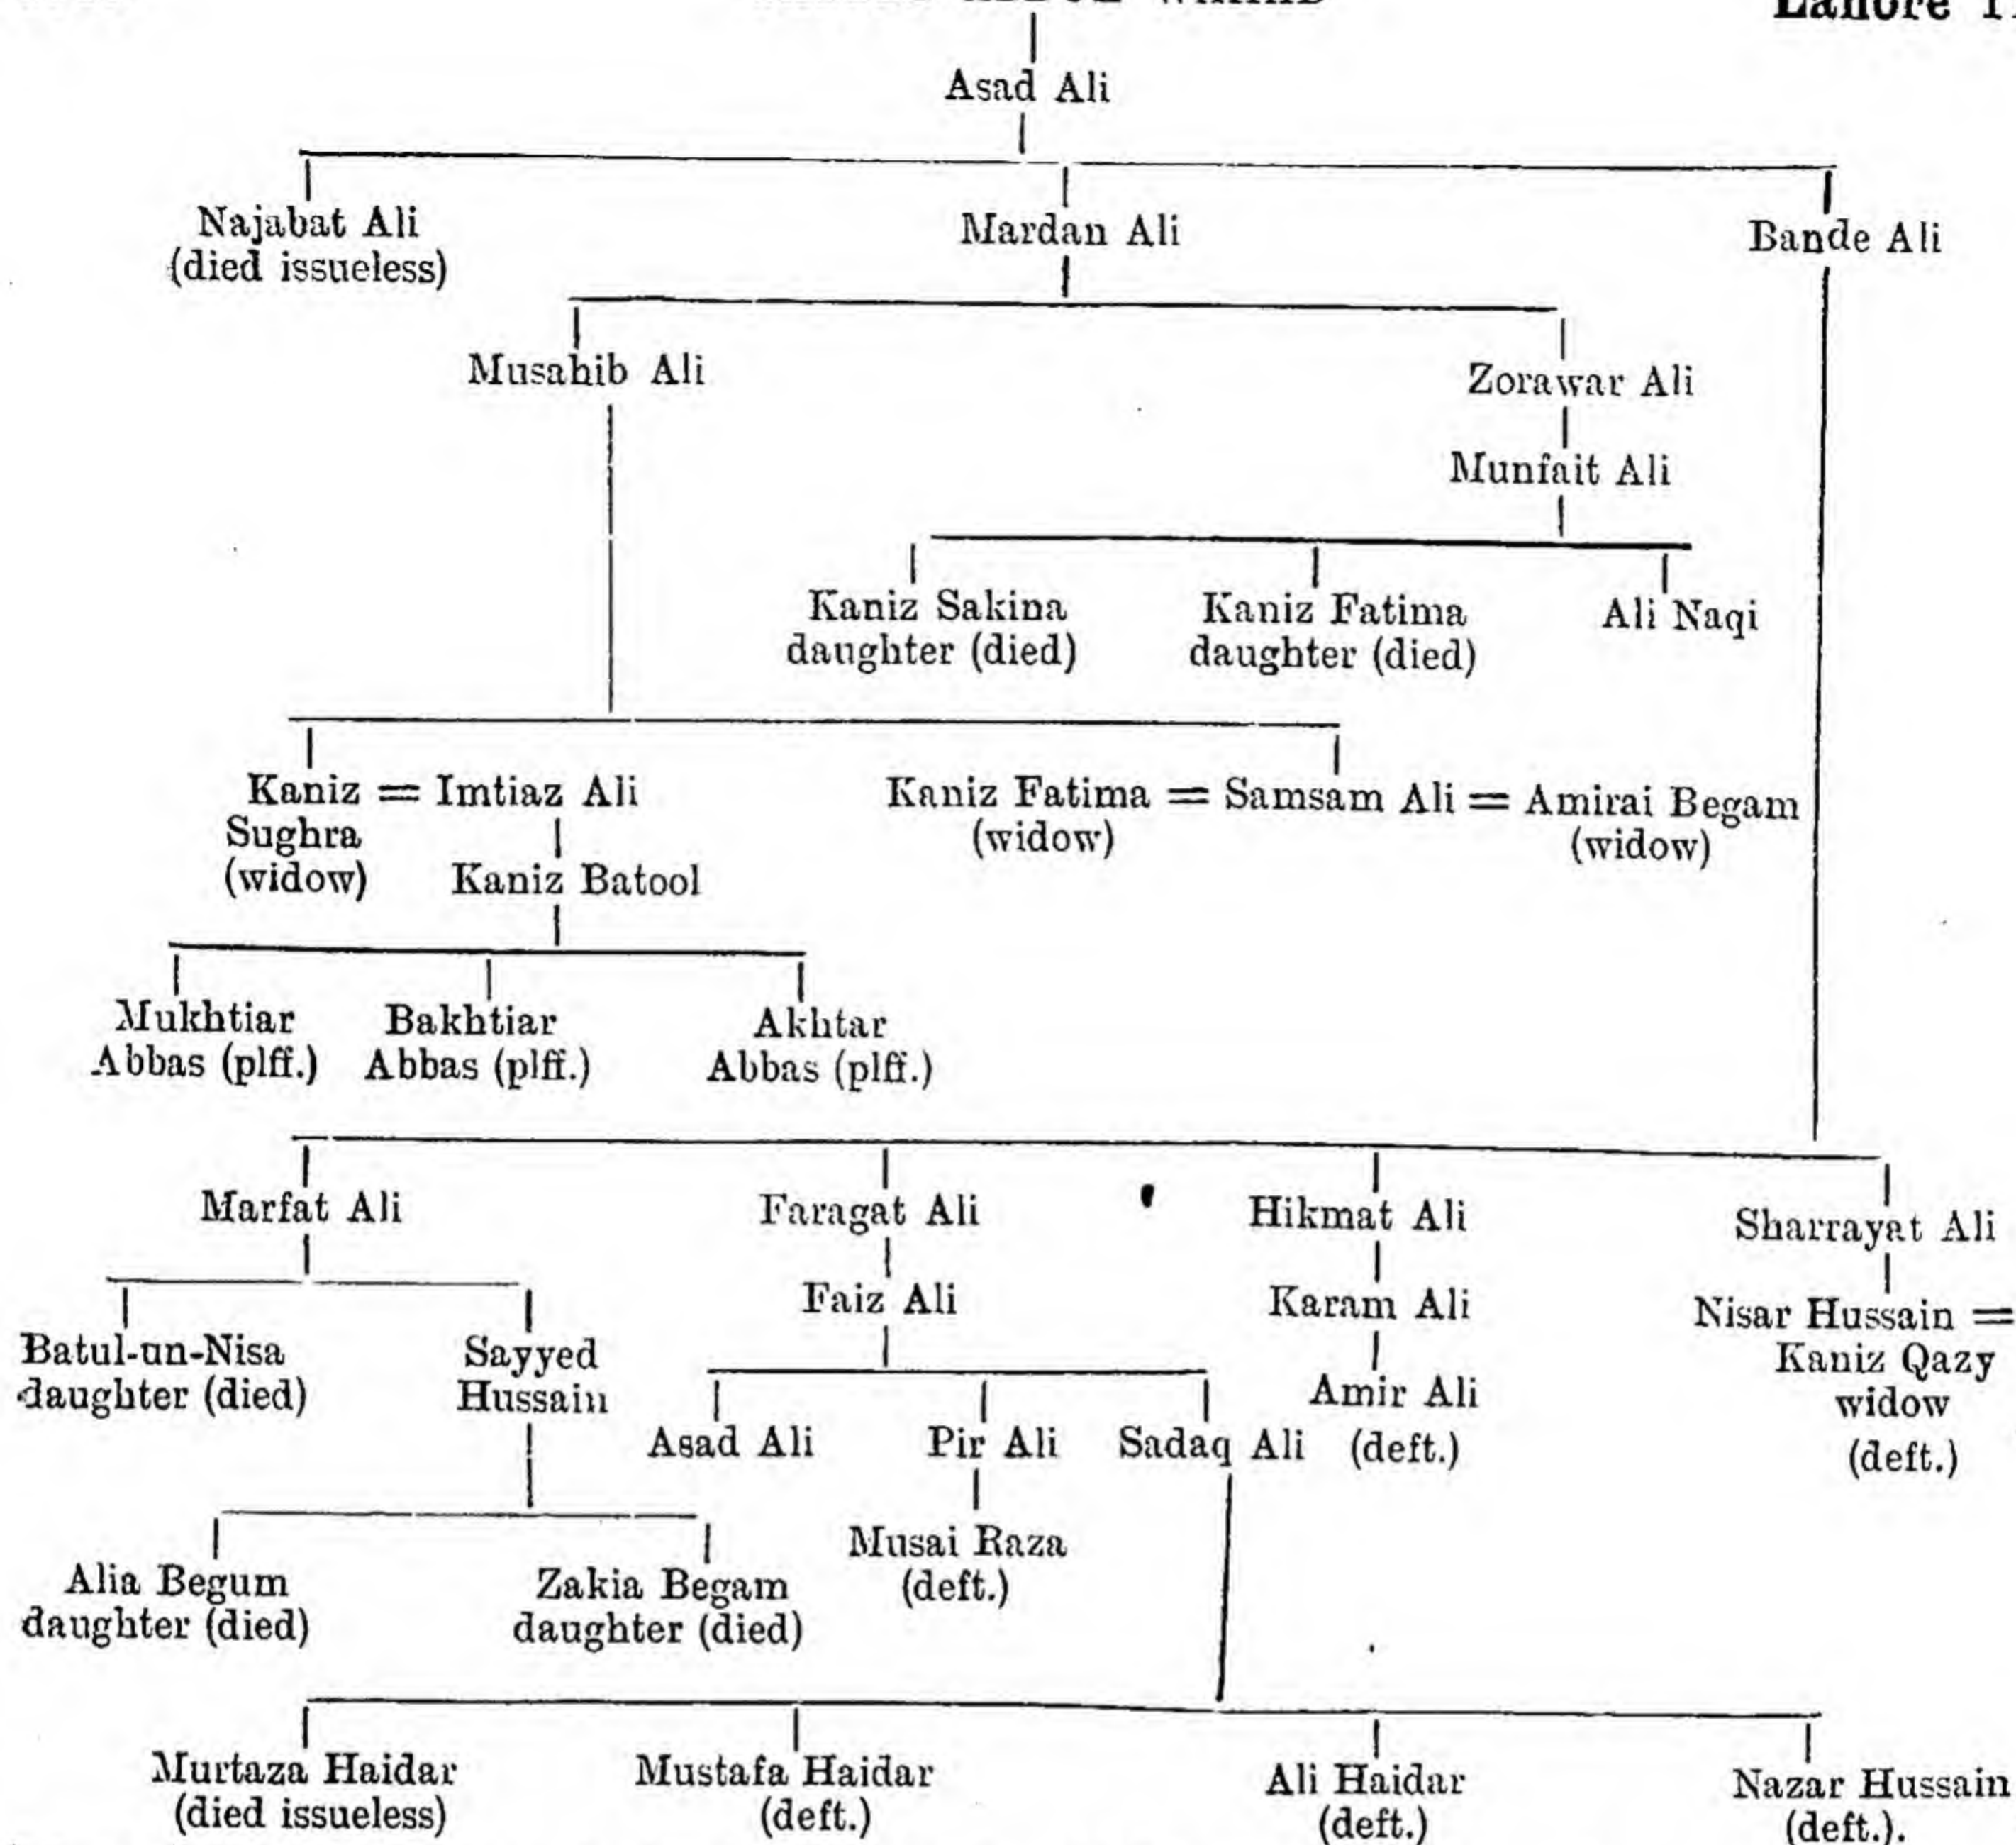 Lahore
Asad Ali
Najabat Ali
(died issueless)
Mardan Ali
Bande Ali
Musahib Ali
Zorawar Ali
Munfait Ali
Kaniz Sakina
daughter (died)
Kaniz Fatima
daughter (died)
Ali Naqi
Kaniz = Imtiaz Ali
Sughra
(widow)
Kaniz Batool
Kaniz Fatima = Samsam Ali = Amirai Begam
(widow)
(widow)
Mukhtiar
Abbas (plff.)
Bakhtiar
Abbas (plff.)
Akhtar
Abbas (plff.)
Marfat Ali
Faragat Ali
Hikmat Ali
Sharrayat Ali
Faiz Ali
Karam Ali
Nisar Hussain =
Kaniz Qazy
widow
(deft.)
Batul-un-Nisa
daughter (died)
Sayyed
Hussain
Asad Ali
Pir Ali
Sadaq Ali
Amir Ali
(deft.)
Musai Raza
(deft.)
Alia Begum
daughter (died)
Zakia Begam
daughter (died)
Murtaza Haidar
(died issueless)
Mustafa Haidar
(deft.)
Ali Haidar
(deft.)
Nazar Hussain
(deft.).